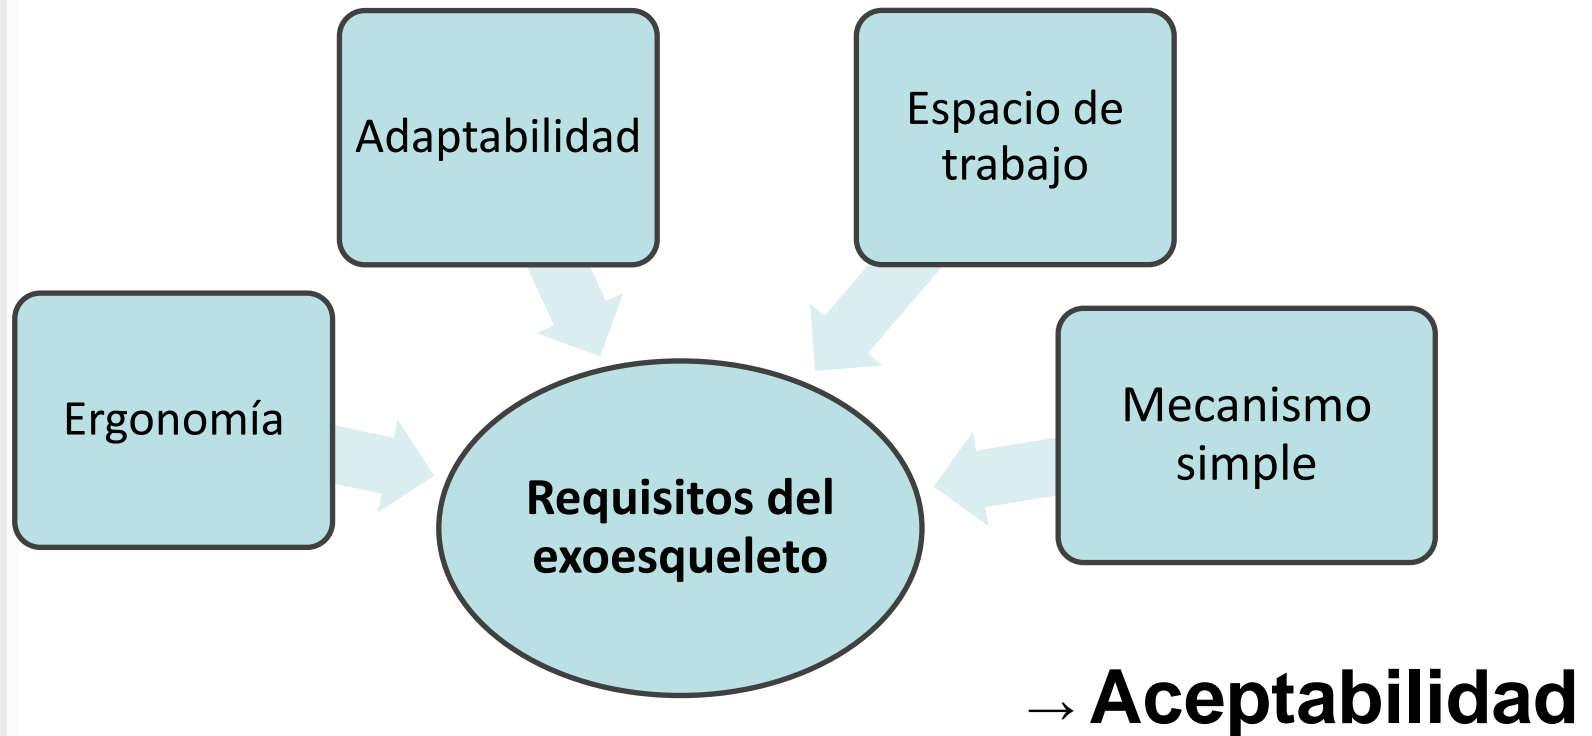 Adaptabilidad
Espacio de
trabajo
Ergonomía
Mecanismo
simple
Requisitos del
exoesqueleto
→ Aceptabilidad